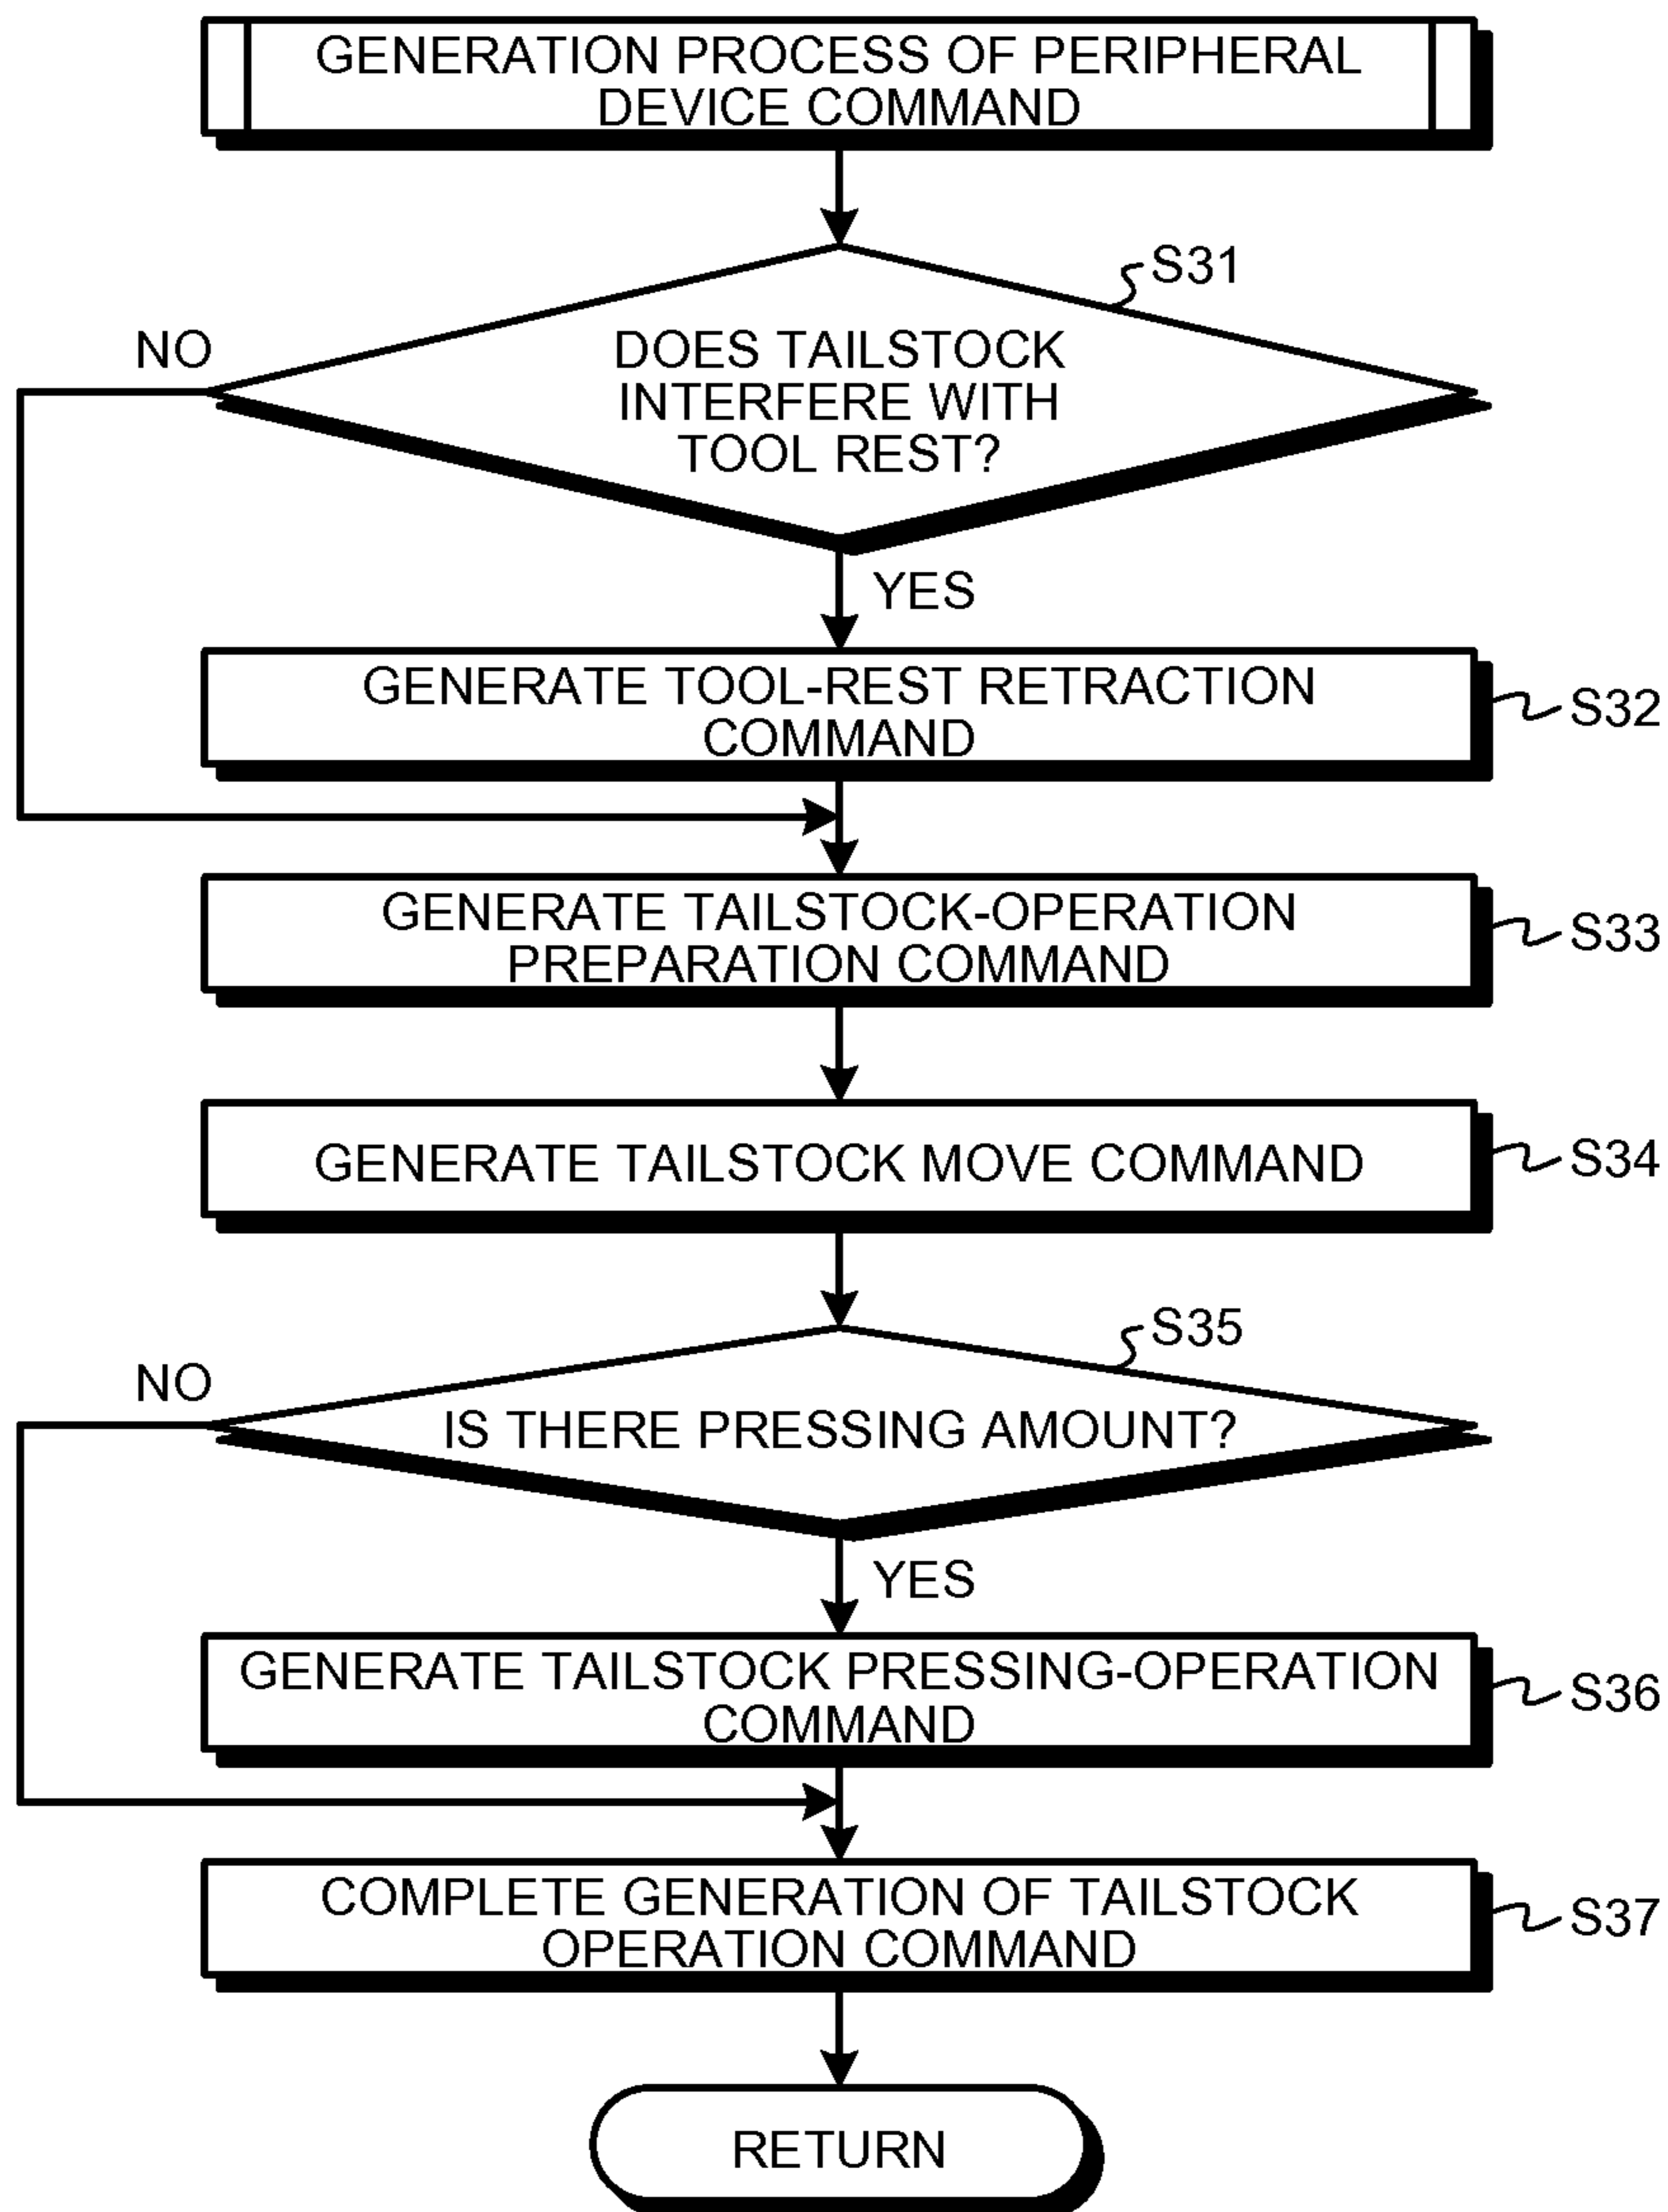 GENERATION PROCESS OF PERIPHERAL
DEVICE COMMAND
S31
NO
DOES TAILSTOCK
INTERFERE WITH
TOOL REST?
YES
GENERATE TOOL-REST RETRACTION
COMMAND
S32
GENERATE TAILSTOCK-OPERATION
PREPARATION COMMAND
S33
GENERATE TAILSTOCK MOVE COMMAND
S34
S35
NO
IS THERE PRESSING AMOUNT?
YES
GENERATE TAILSTOCK PRESSING-OPERATION
COMMAND
S36
COMPLETE GENERATION OF TAILSTOCK
OPERATION COMMAND
S37
RETURN